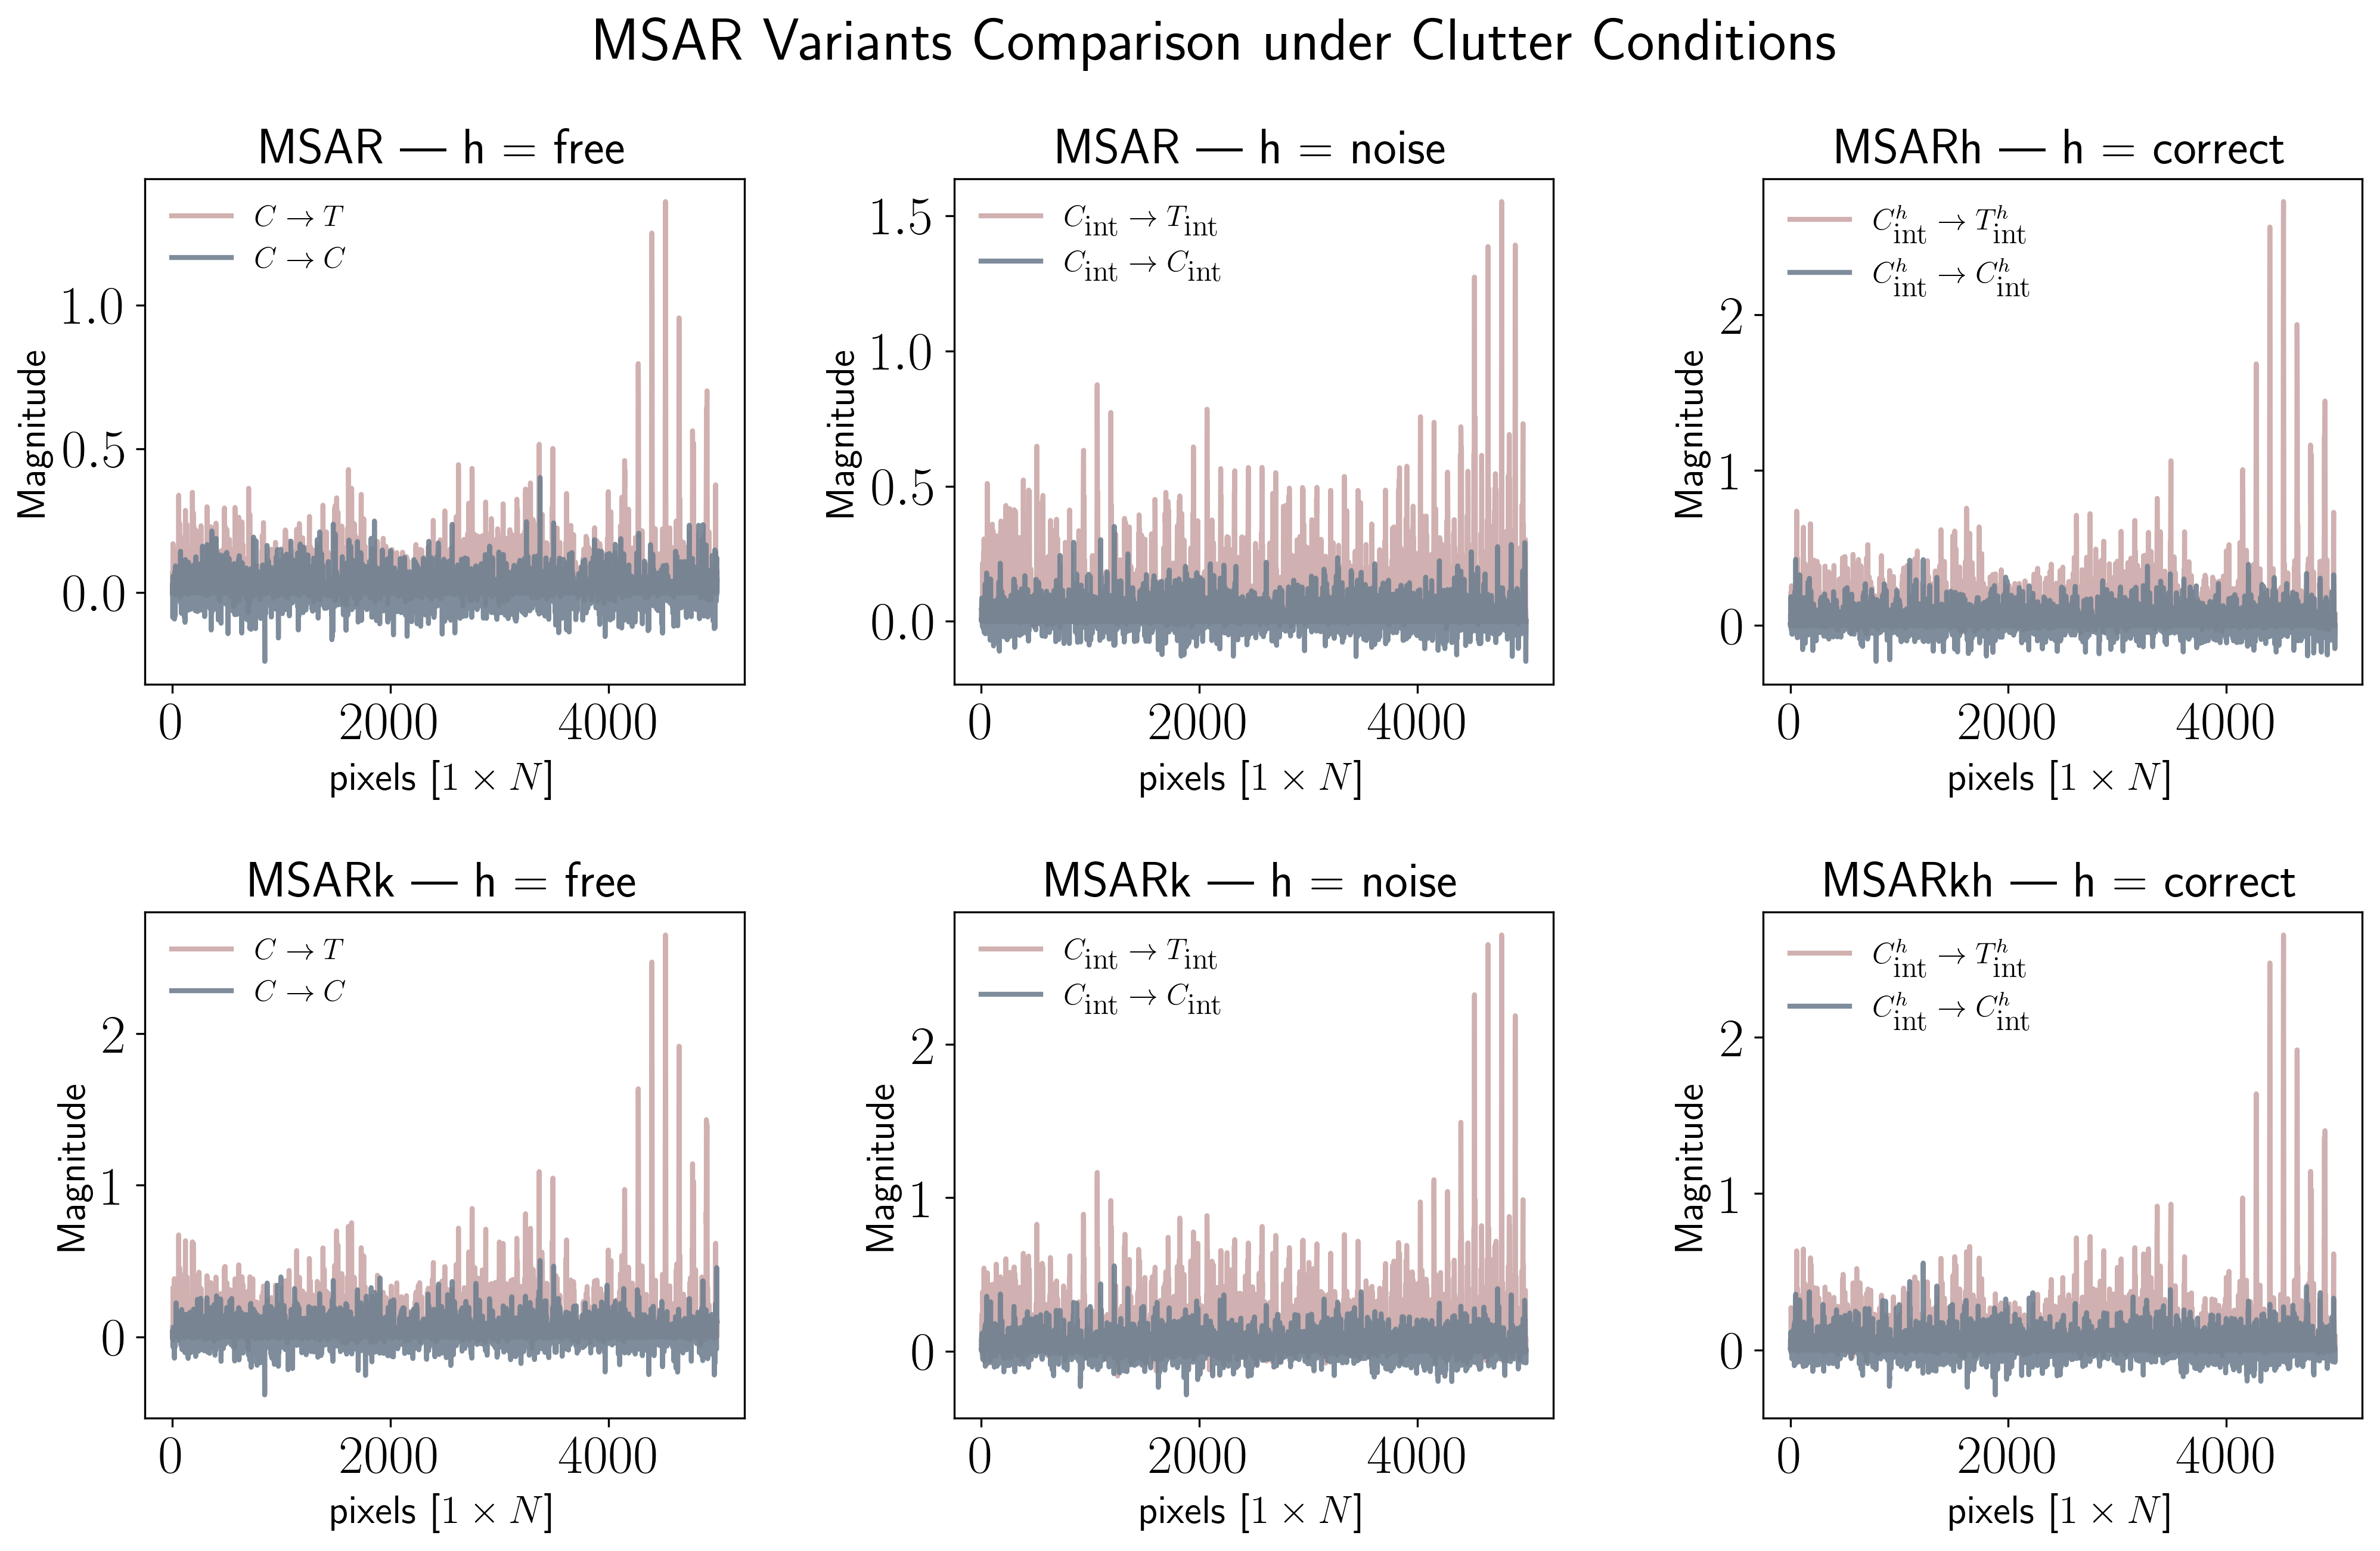 MSAR Variants Comparison under Clutter Conditions
MSAR — h = free
C → T
C → C
Magnitude
1.0
0.5
0.0
0 2000 4000
pixels [1 × N]
MSAR — h = noise
C_int → T_int
C_int → C_int
Magnitude
1.5
1.0
0.5
0.0
0 2000 4000
pixels [1 × N]
MSARh — h = correct
C^h_int → T^h_int
C^h_int → C^h_int
Magnitude
2
1
0
0 2000 4000
pixels [1 × N]
MSARk — h = free
C → T
C → C
Magnitude
2
1
0
0 2000 4000
pixels [1 × N]
MSARk — h = noise
C_int → T_int
C_int → C_int
Magnitude
2
1
0
0 2000 4000
pixels [1 × N]
MSARkh — h = correct
C^h_int → T^h_int
C^h_int → C^h_int
Magnitude
2
1
0
0 2000 4000
pixels [1 × N]